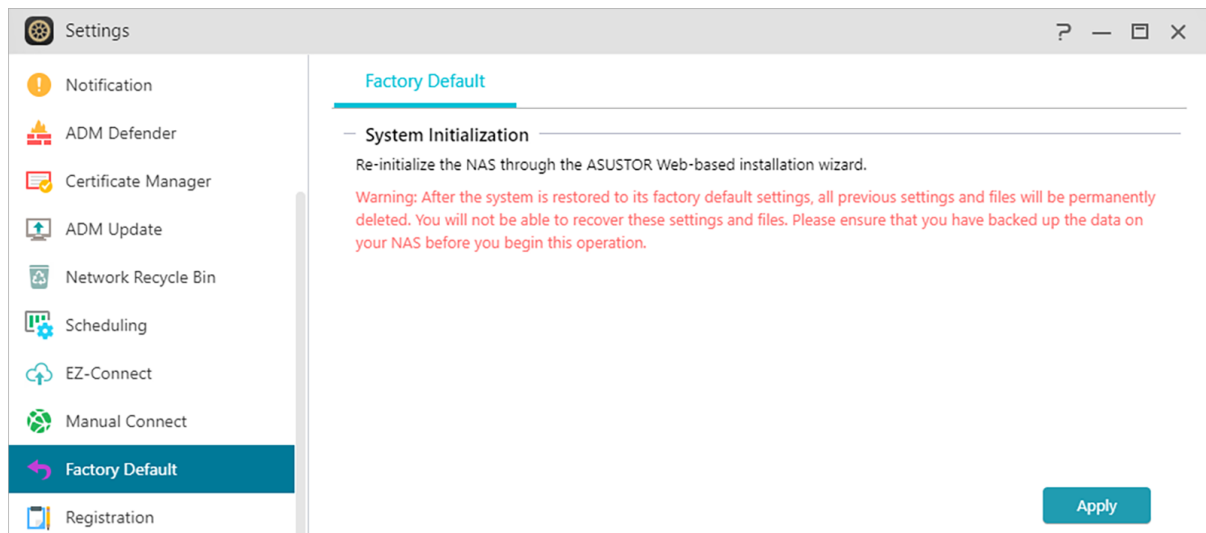 Settings
Notification
ADM Defender
Certificate Manager
ADM Update
Network Recycle Bin
Scheduling
EZ-Connect
Manual Connect
Factory Default
Registration
Factory Default
System Initialization
Re-initialize the NAS through the ASUSTOR Web-based installation wizard.
Warning: After the system is restored to its factory default settings, all previous settings and files will be permanently
deleted. You will not be able to recover these settings and files. Please ensure that you have backed up the data on
your NAS before you begin this operation.
Apply